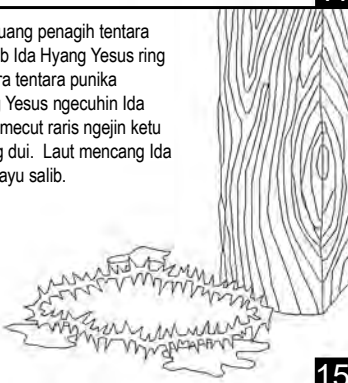 uang penagih tentara
b Ida Hyang Yesus ring
ra tentara punika
g Yesus ngecuhin Ida
mecut raris ngejin ketu
g dui. Laut mencang Ida
ayu salib.
15